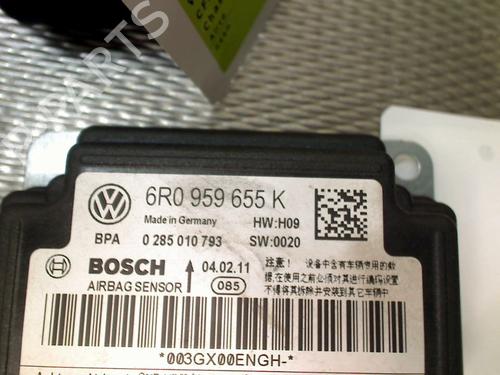 6R0 959 655 K
Made in Germany
HW:H09
BPA 0 285 010 793 SW:0020
BOSCH 04.02.11
AIRBAG SENSOR 085
注意! 设备中含有车辆专用的数
据,在使用之前必须对其进行编码设置
不得将其拆除并安装到其它车辆中
*003GX00ENGH-*